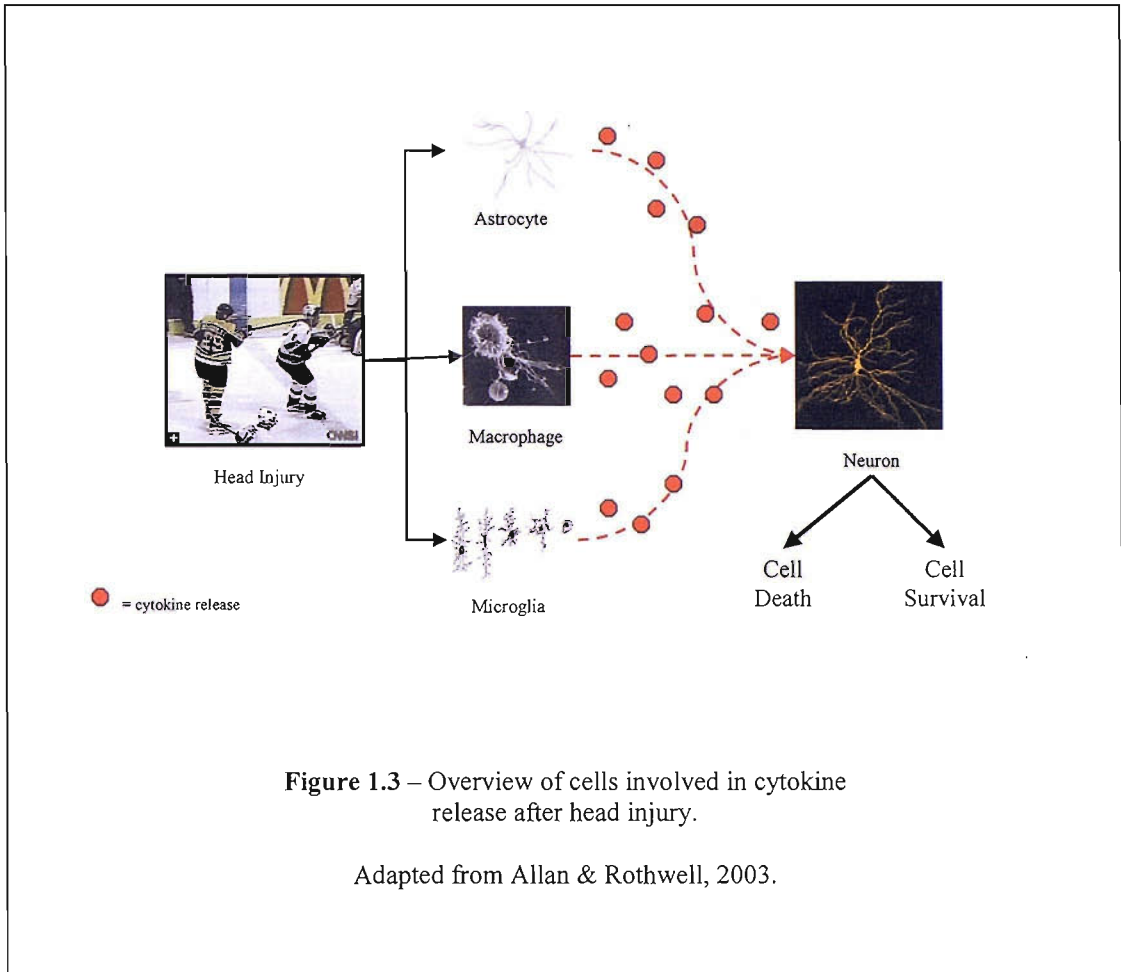 Astrocyte
Macrophage
Head Injury
Neuron
Microglia
= cytokine release
Cell
Death
Cell
Survival
Figure 1.3 – Overview of cells involved in cytokine
release after head injury.
Adapted from Allan & Rothwell, 2003.